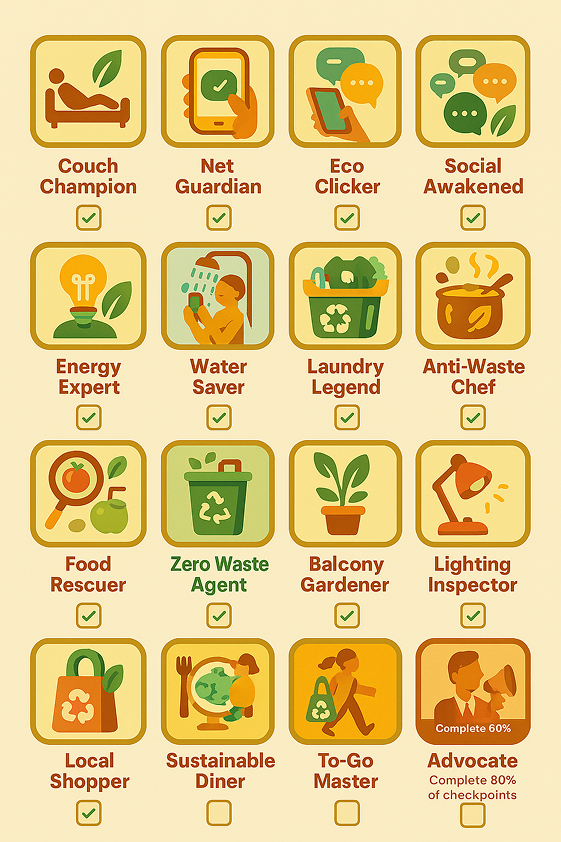 Couch
Champion
Net
Guardian
Eco
Clicker
Social
Awakened
Energy
Expert
Water
Saver
Laundry
Legend
Anti-Waste
Chef
Food
Rescuer
Zero Waste
Agent
Balcony
Gardener
Lighting
Inspector
Local
Shopper
Sustainable
Diner
To-Go
Master
Complete 60%
Advocate
Complete 80%
of checkpoints